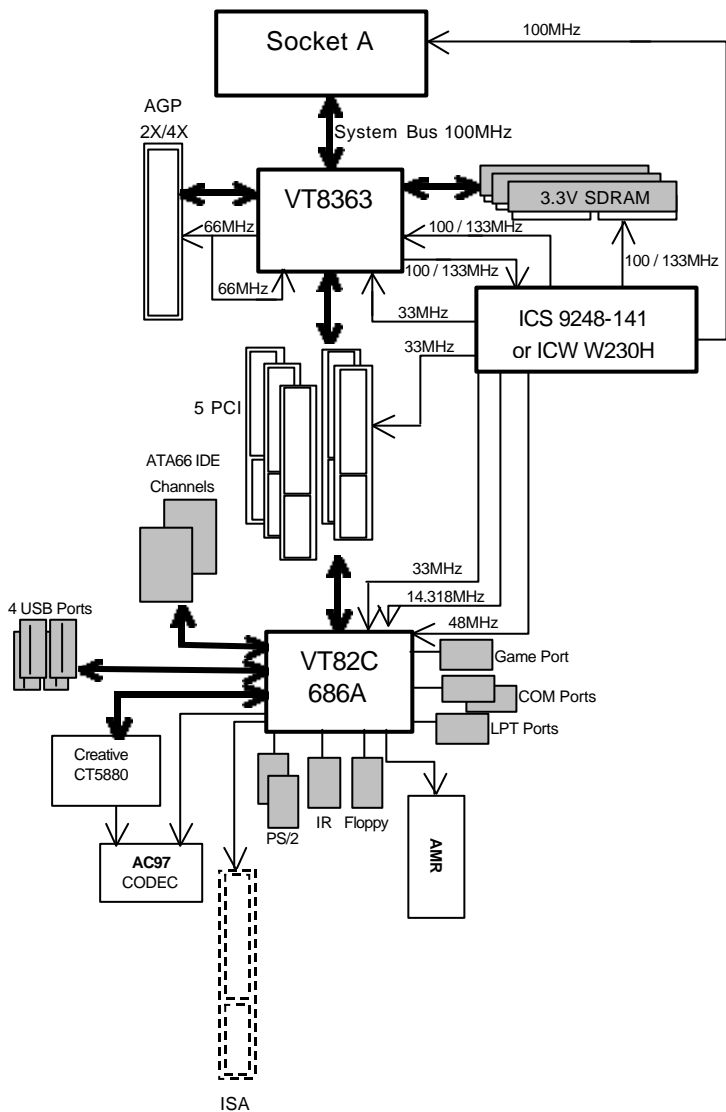 Socket A
100MHz
AGP
2X/4X
System Bus 100MHz
VT8363
3.3V SDRAM
66MHz
100 / 133MHz
100 / 133MHz
100 / 133MHz
66MHz
33MHz
ICS 9248-141
or ICW W230H
33MHz
5 PCI
ATA66 IDE
Channels
33MHz
14.318MHz
4 USB Ports
48MHz
VT82C
686A
Game Port
COM Ports
LPT Ports
Creative
CT5880
PS/2
IR
Floppy
AMR
AC97
CODEC
ISA